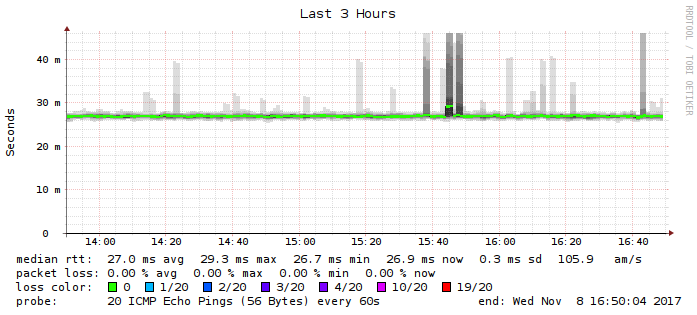 Last 3 Hours
RRDTOOL / TOBI OETIKER
Seconds
40 m
30 m
20 m
10 m
0
14:00 14:20 14:40 15:00 15:20 15:40 16:00 16:20 16:40
median rtt: 27.0 ms avg 29.3 ms max 26.7 ms min 26.9 ms now 0.3 ms sd 105.9 am/s
packet loss: 0.00 % avg 0.00 % max 0.00 % min 0.00 % now
loss color: 0 1/20 2/20 3/20 4/20 10/20 19/20
probe: 20 ICMP Echo Pings (56 Bytes) every 60s end: Wed Nov 8 16:50:04 2017